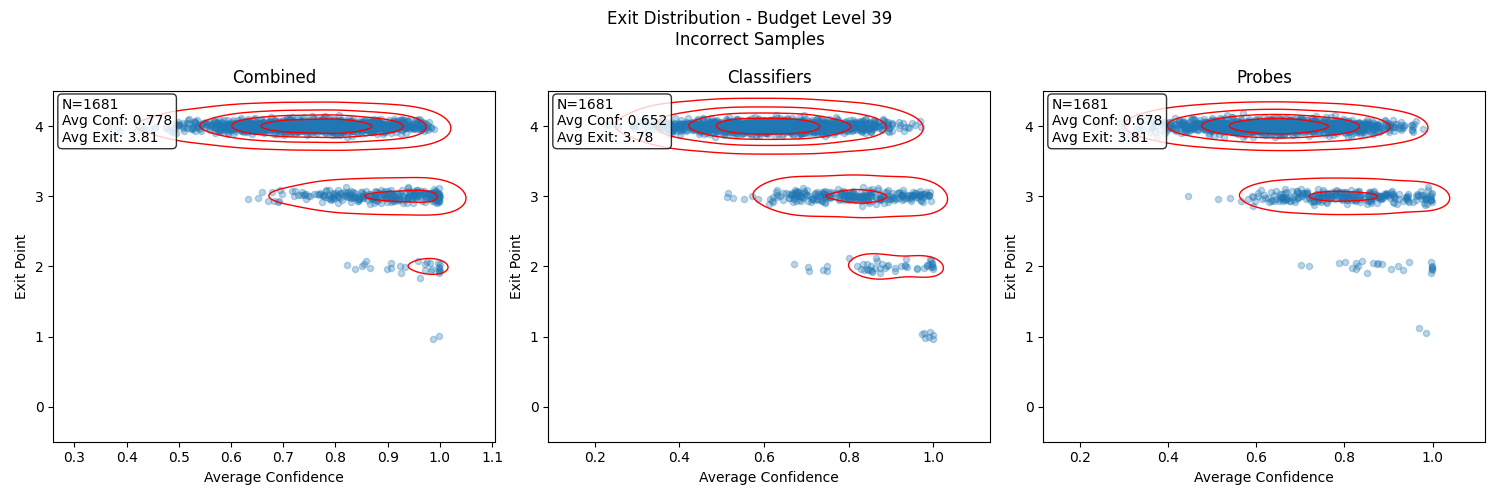 Exit Distribution - Budget Level 39
Incorrect Samples
Combined
N=1681
Avg Conf: 0.778
Avg Exit: 3.81
Exit Point
4
3
2
1
0
0.3 0.4 0.5 0.6 0.7 0.8 0.9 1.0 1.1
Average Confidence
Classifiers
N=1681
Avg Conf: 0.652
Avg Exit: 3.78
Exit Point
4
3
2
1
0
0.2 0.4 0.6 0.8 1.0
Average Confidence
Probes
N=1681
Avg Conf: 0.678
Avg Exit: 3.81
Exit Point
4
3
2
1
0
0.2 0.4 0.6 0.8 1.0
Average Confidence